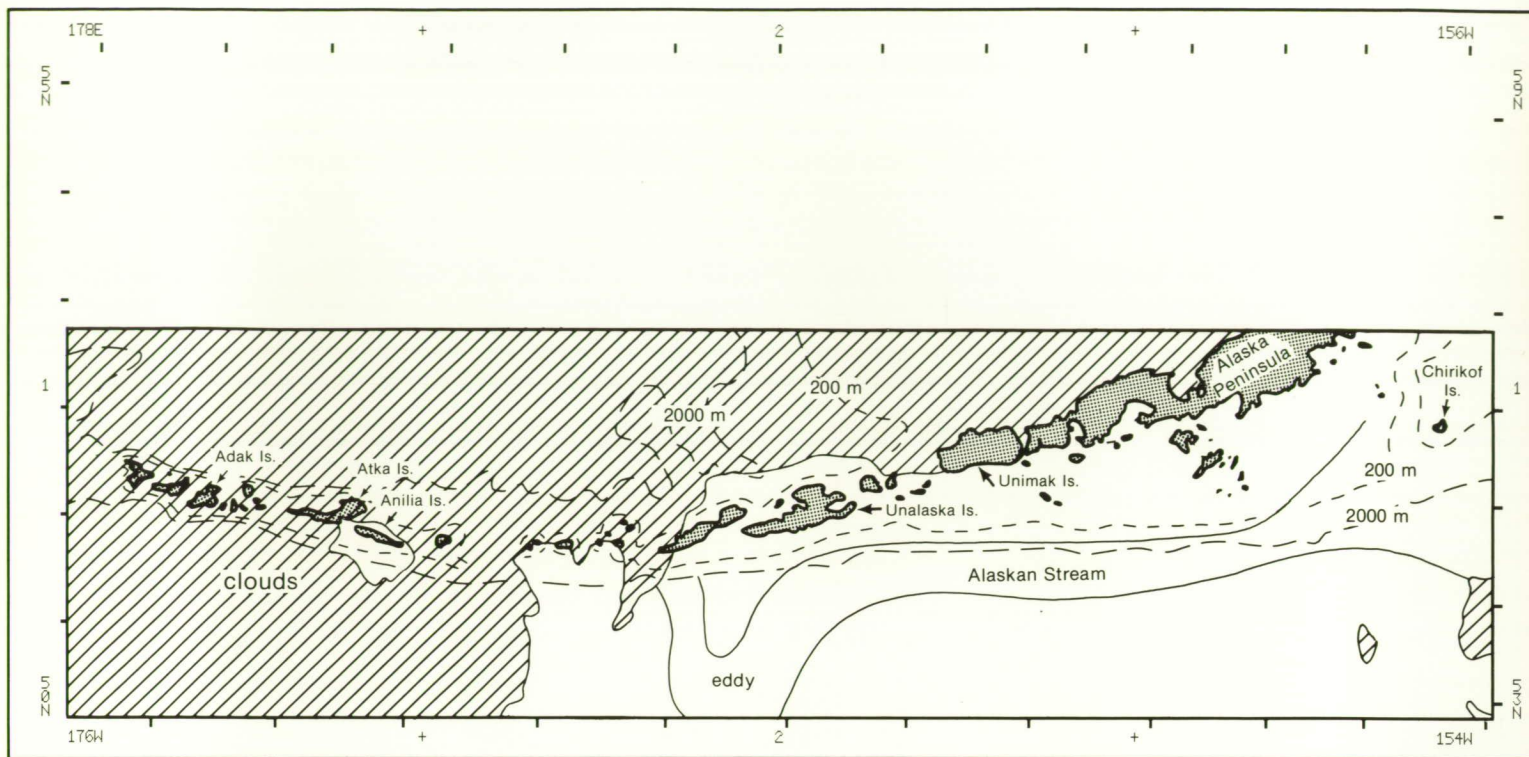 178E + 2 + 156W
55N 59N
200 m
Alaska
Peninsula
1 1
Chirikof
Is.
2000 m
Adak Is.
Atka Is.
200 m
Unimak Is.
Anilia Is.
Unalaska Is.
2000 m
clouds
Alaskan Stream
eddy
50N 53N
176W + 2 + 154W